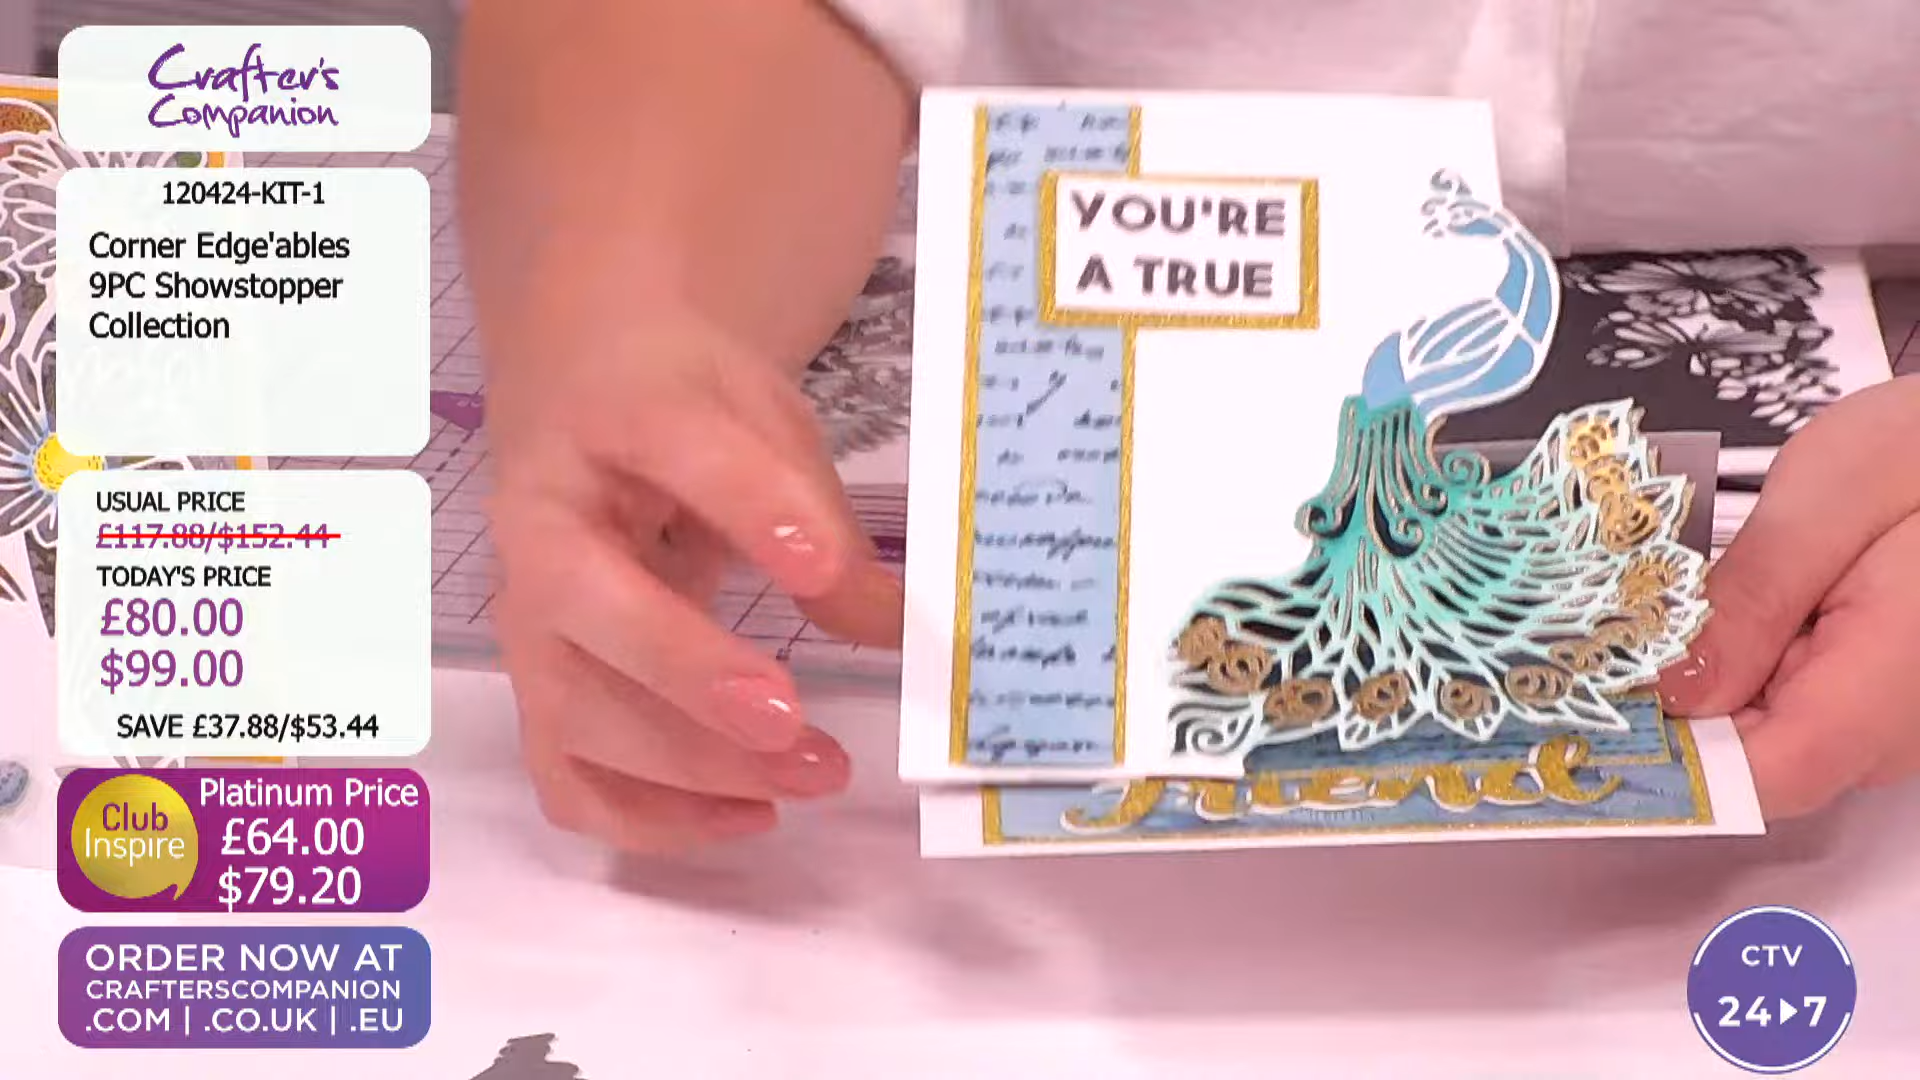 Crafter's
Companion
120424-KIT-1
Corner Edge'ables
9PC Showstopper
Collection
USUAL PRICE
£117.88/$152.44
TODAY'S PRICE
£80.00
$99.00
SAVE £37.88/$53.44
Club
Inspire
Platinum Price
£64.00
$79.20
ORDER NOW AT
CRAFTERSCOMPANION
.COM | .CO.UK | .EU
YOU'RE
A TRUE
friend
CTV
24▶7